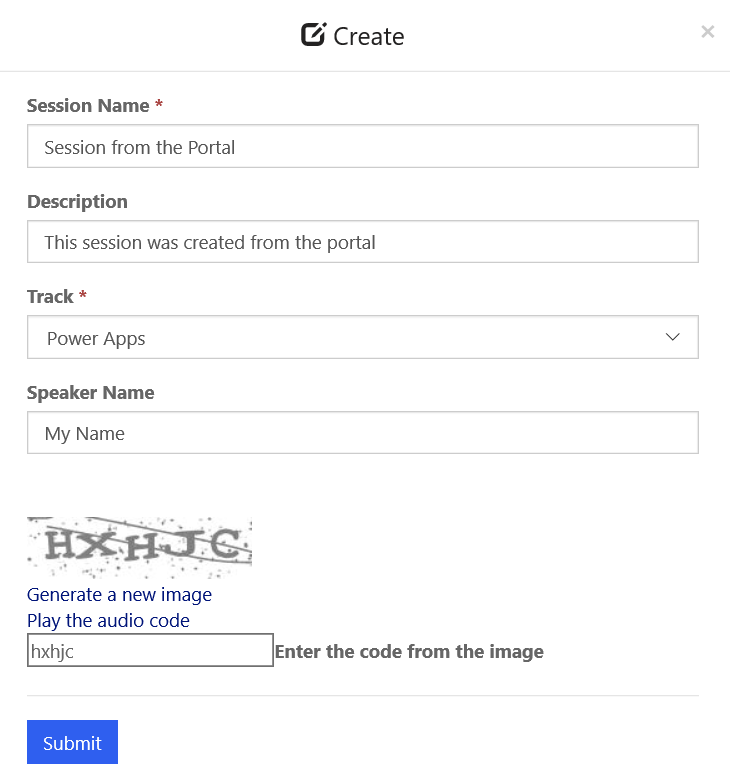 Create
×
Session Name *
Session from the Portal
Description
This session was created from the portal
Track *
Power Apps
Speaker Name
My Name
HXHJC
Generate a new image
Play the audio code
hxhjc Enter the code from the image
Submit